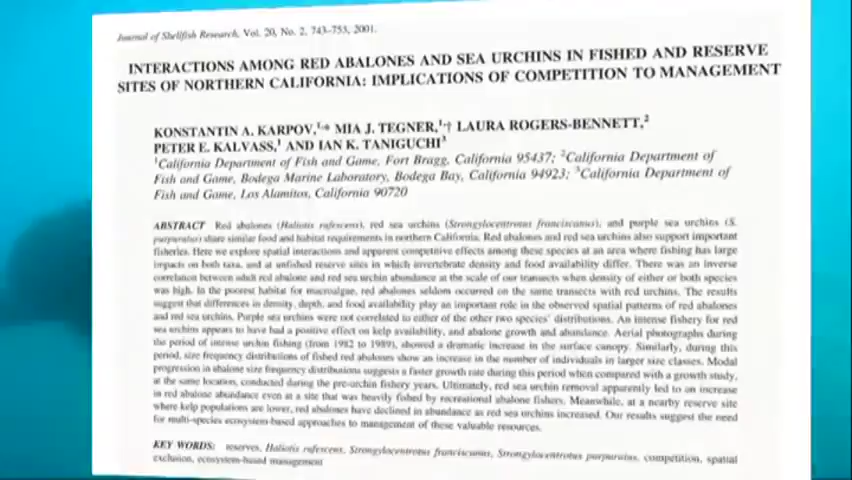 Journal of Shellfish Research, Vol. 20, No. 2, 743–753, 2001.
INTERACTIONS AMONG RED ABALONES AND SEA URCHINS IN FISHED AND RESERVE
SITES OF NORTHERN CALIFORNIA: IMPLICATIONS OF COMPETITION TO MANAGEMENT
KONSTANTIN A. KARPOV,¹,* MIA J. TEGNER,¹,† LAURA ROGERS-BENNETT,²
PETER E. KALVASS,¹ AND IAN K. TANIGUCHI³
¹California Department of Fish and Game, Fort Bragg, California 95437; ²California Department of
Fish and Game, Bodega Marine Laboratory, Bodega Bay, California 94923; ³California Department of
Fish and Game, Los Alamitos, California 90720
ABSTRACT Red abalones (Haliotis rufescens), red sea urchins (Strongylocentrotus franciscanus), and purple sea urchins (S.
purpuratus) share similar food and habitat requirements in northern California. Red abalones and red sea urchins also support important
fisheries. Here we explore spatial interactions and apparent competitive effects among these species at an area where fishing has large
impacts on both taxa, and at unfished reserve sites in which invertebrate density and food availability differ. There was an inverse
correlation between adult red abalone and red sea urchin abundance at the scale of our transects when density of either or both species
was high. In the poorest habitat for macroalgae, red abalones seldom occurred on the same transects with red urchins. The results
suggest that differences in density, depth, and food availability play an important role in the observed spatial patterns of red abalones
and red sea urchins. Purple sea urchins were not correlated to either of the other two species' distributions. An intense fishery for red
sea urchins appears to have had a positive effect on kelp availability, and abalone growth and abundance. Aerial photographs during
the period of intense urchin fishing (from 1982 to 1989), showed a dramatic increase in the surface canopy. Similarly, during this
period, size frequency distributions of fished red abalones show an increase in the number of individuals in larger size classes. Modal
progression in abalone size frequency distributions suggests a faster growth rate during this period when compared with a growth study,
at the same location, conducted during the pre-urchin fishery years. Ultimately, red sea urchin removal apparently led to an increase
in red abalone abundance even at a site that was heavily fished by recreational abalone fishers. Meanwhile, at a nearby reserve site
where kelp populations are lower, red abalones have declined in abundance as red sea urchins increased. Our results suggest the need
for multi-species ecosystem-based approaches to management of these valuable resources.
KEY WORDS: reserves, Haliotis rufescens, Strongylocentrotus franciscanus, Strongylocentrotus purpuratus, competition, spatial
exclusion, ecosystem-based management